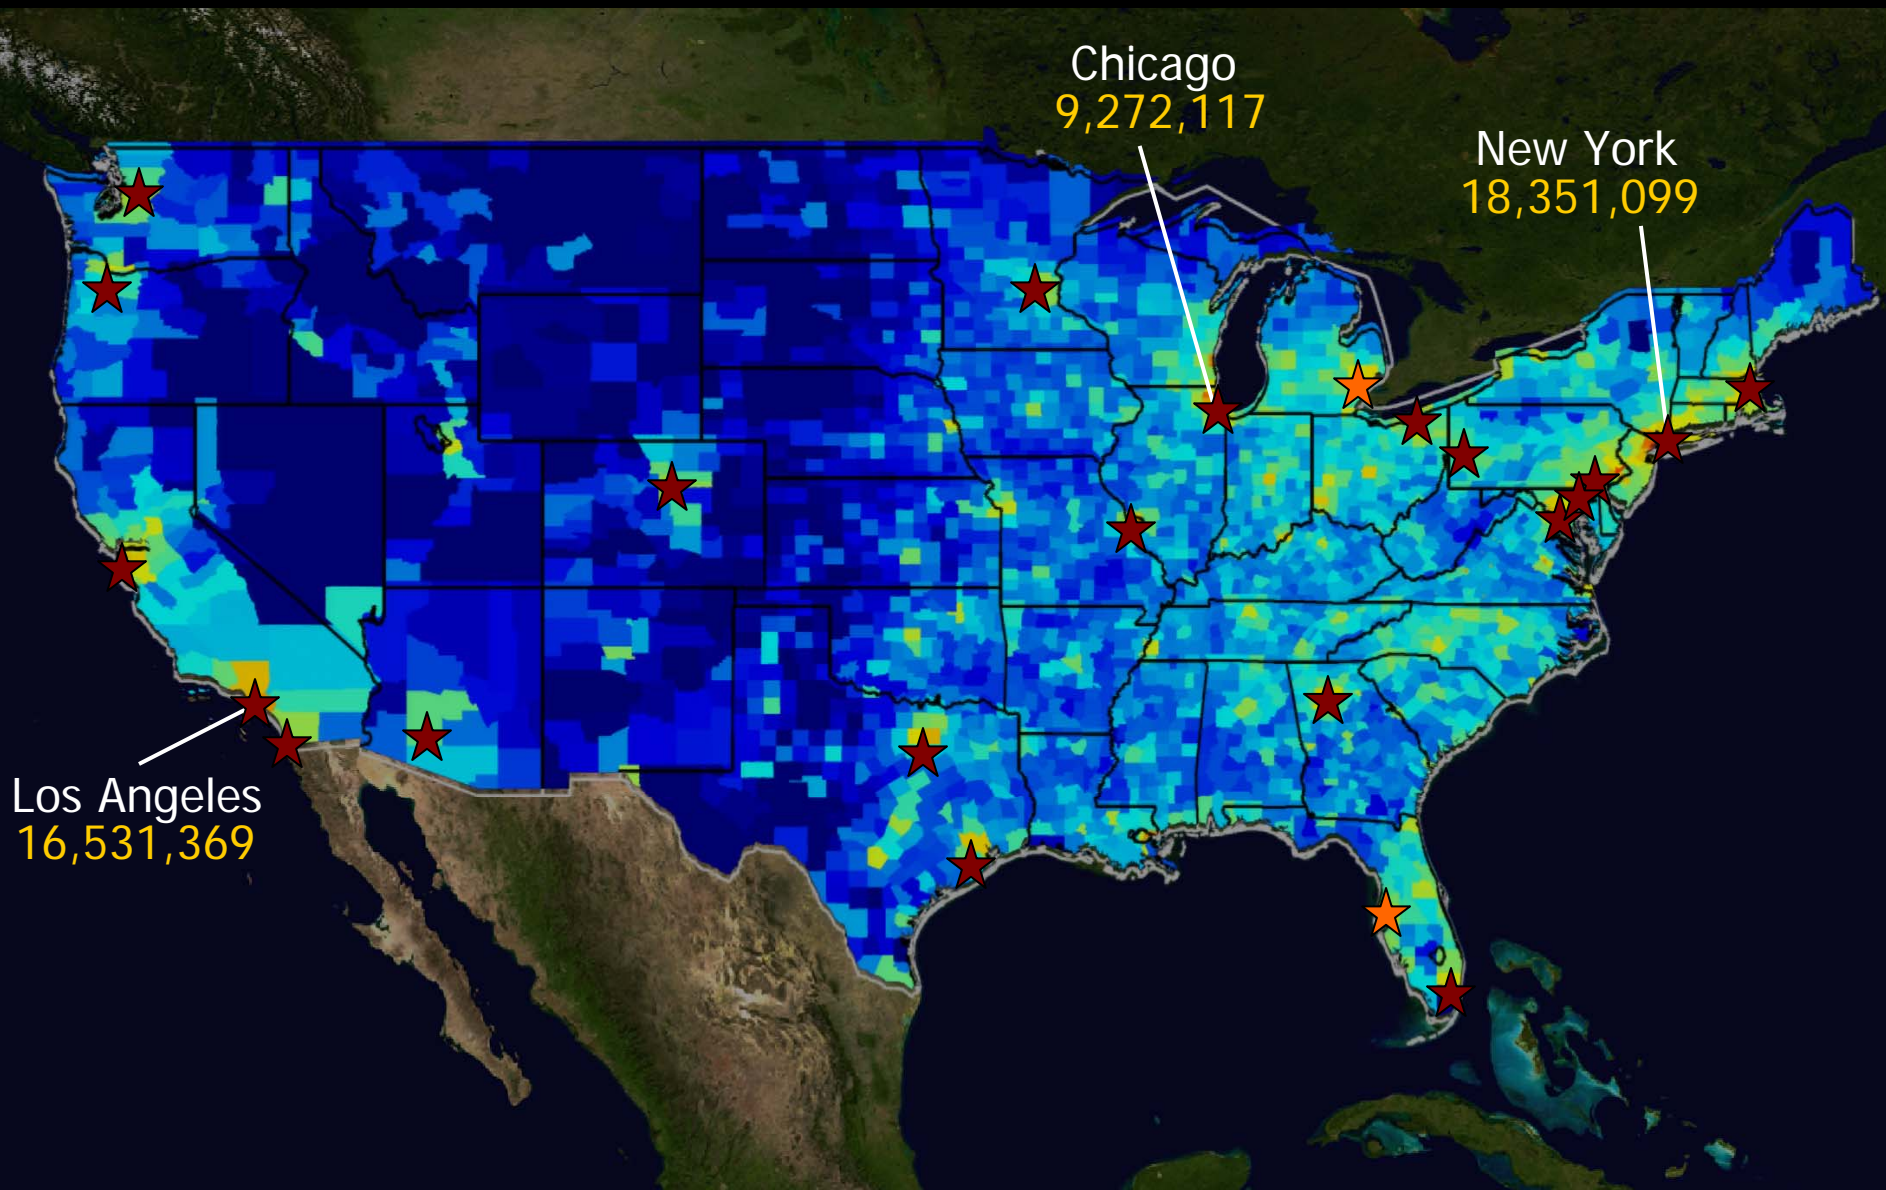 Chicago
9,272,117
New York
18,351,099
Los Angeles
16,531,369